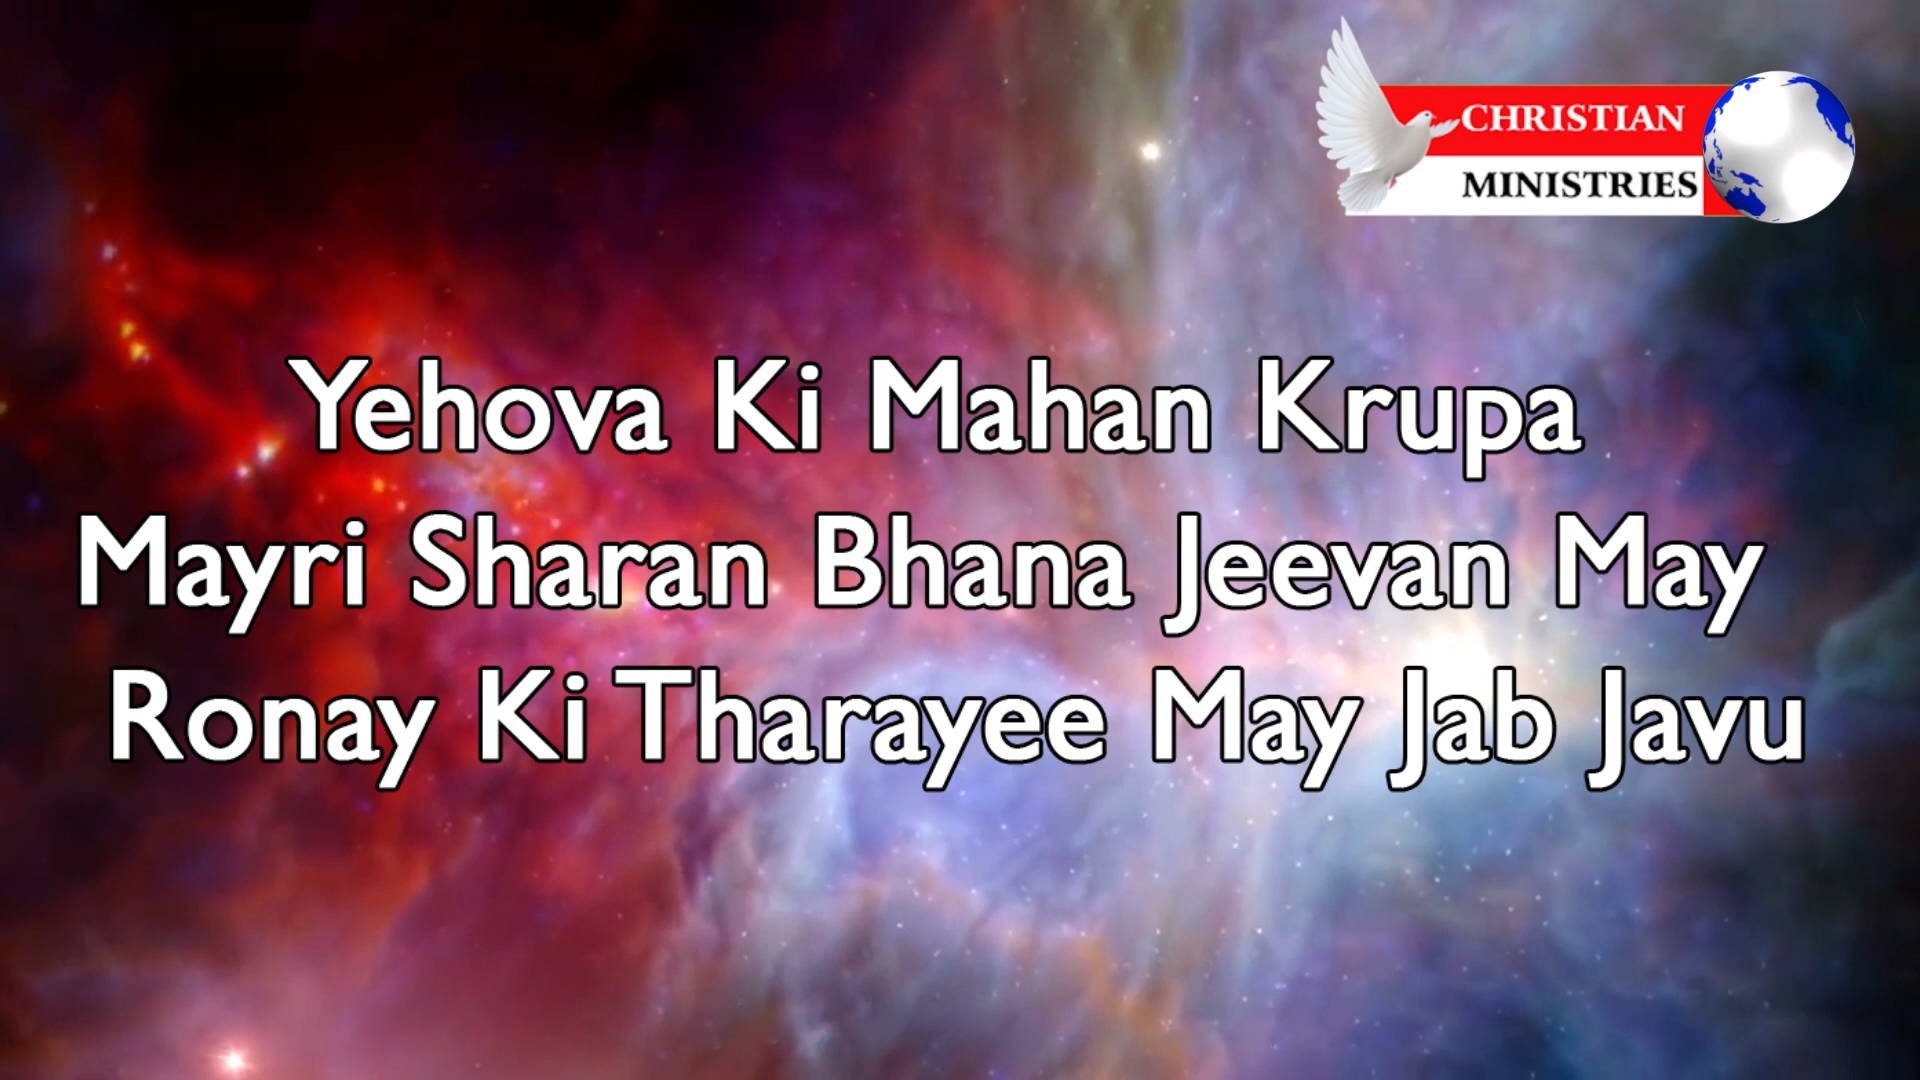 CHRISTIAN
MINISTRIES
Yehova Ki Mahan Krupa
Mayri Sharan Bhana Jeevan May
Ronay Ki Tharayee May Jab Javu